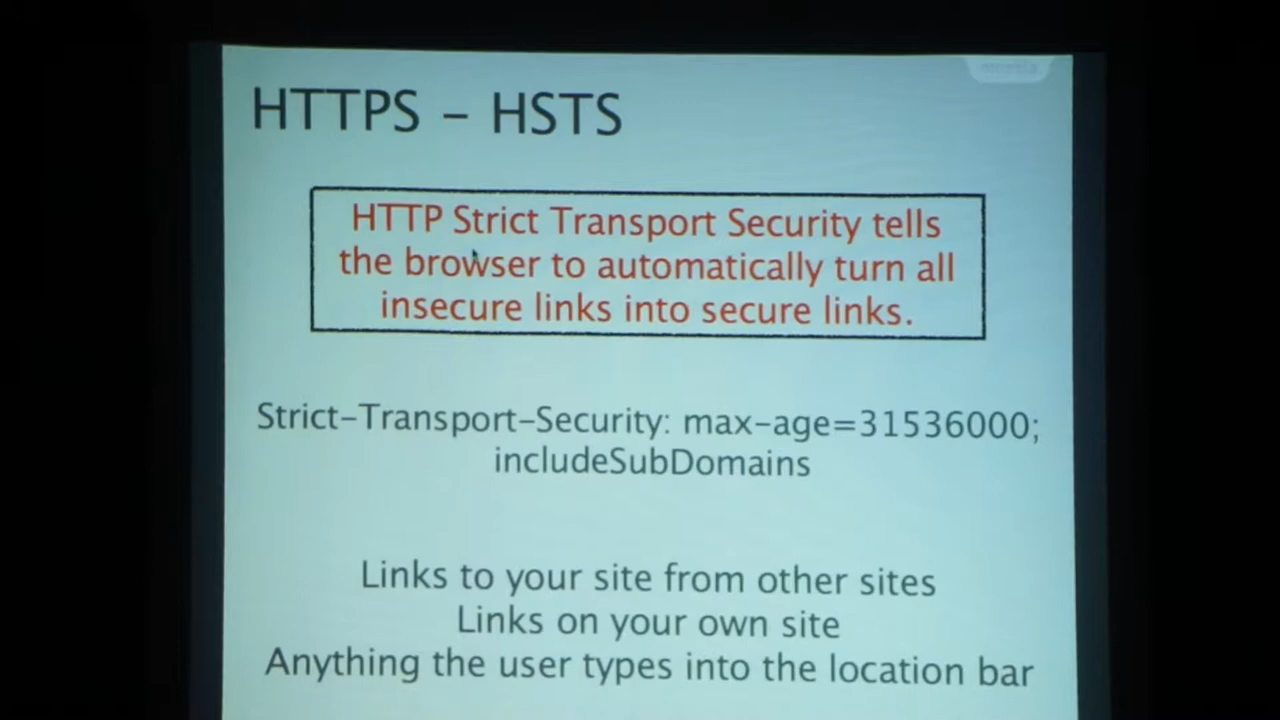 HTTPS – HSTS
HTTP Strict Transport Security tells
the browser to automatically turn all
insecure links into secure links.
Strict-Transport-Security: max-age=31536000;
includeSubDomains
Links to your site from other sites
Links on your own site
Anything the user types into the location bar